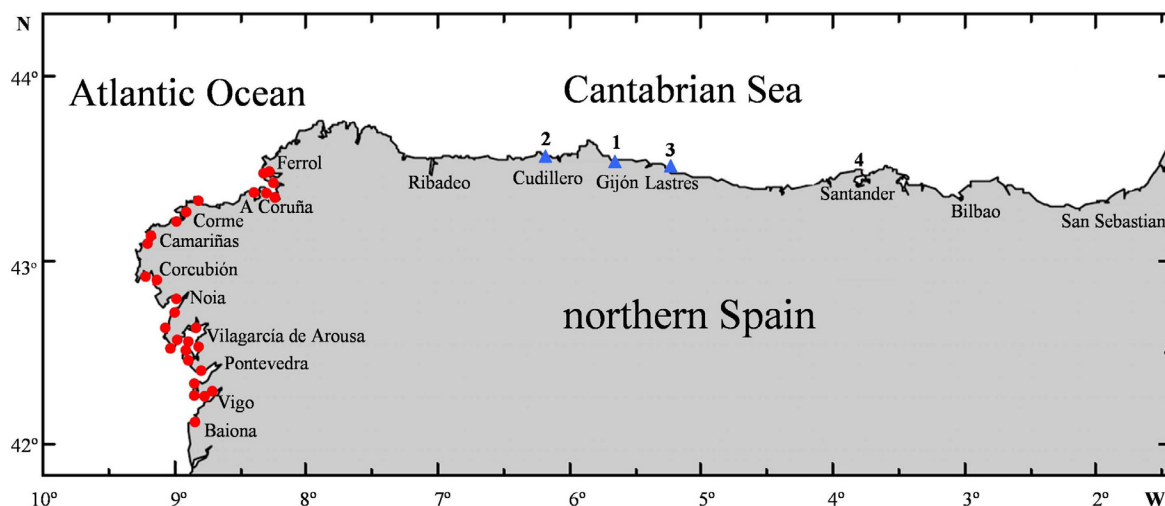 N
44º
Atlantic Ocean
Cantabrian Sea
2
1
3
4
Ferrol
Ribadeo
Cudillero
Gijón
Lastres
Santander
Bilbao
San Sebastian
A Coruña
Corme
Camariñas
43º
Corcubión
Noia
northern Spain
Vilagarcía de Arousa
Pontevedra
Vigo
Baiona
42º
10º
9º
8º
7º
6º
5º
4º
3º
2º
W